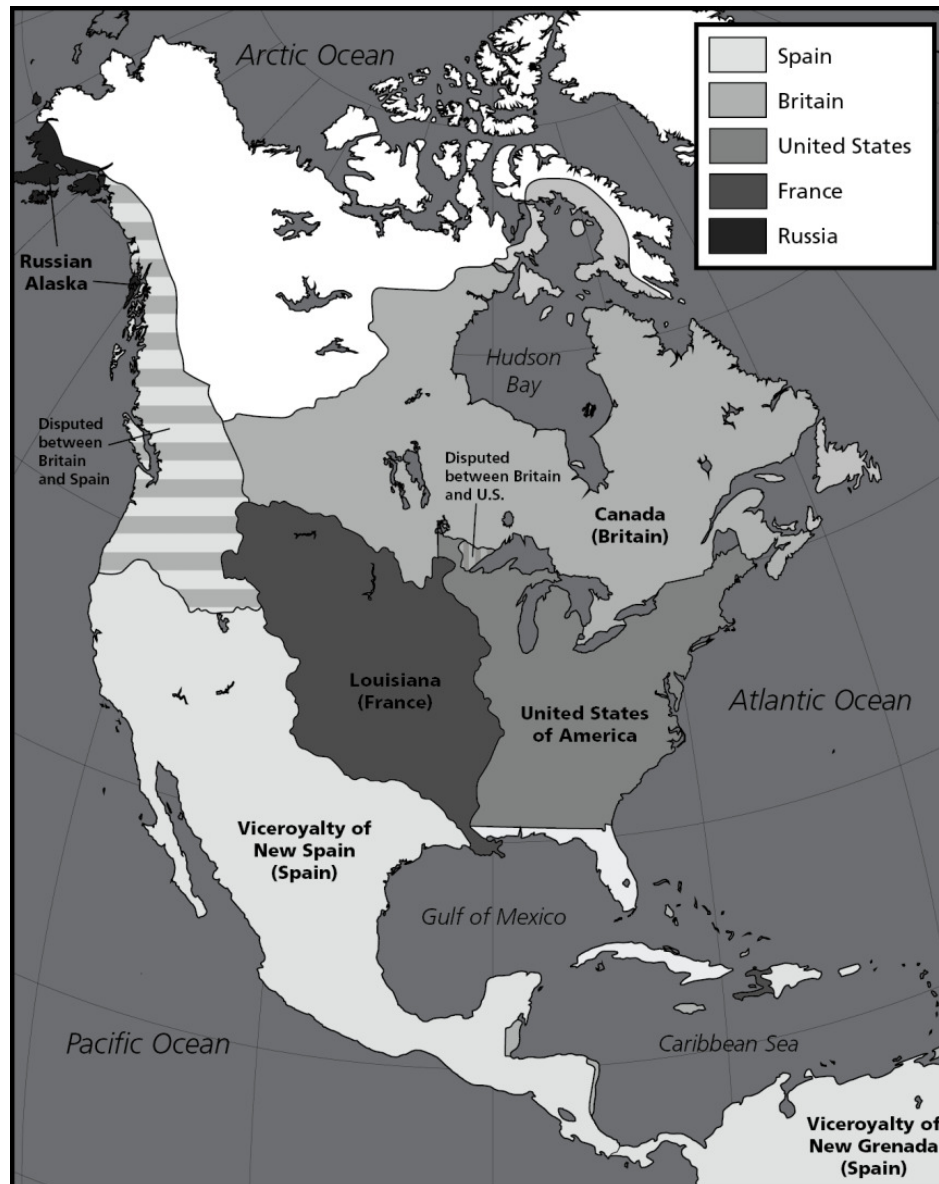 Arctic Ocean
Spain
Britain
United States
France
Russia
Russian
Alaska
Hudson
Bay
Disputed
between
Britain
and Spain
Disputed
between Britain
and U.S.
Canada
(Britain)
Louisiana
(France)
United States
of America
Atlantic Ocean
Viceroyalty of
New Spain
(Spain)
Gulf of Mexico
Pacific Ocean
Caribbean Sea
Viceroyalty of
New Grenada
(Spain)